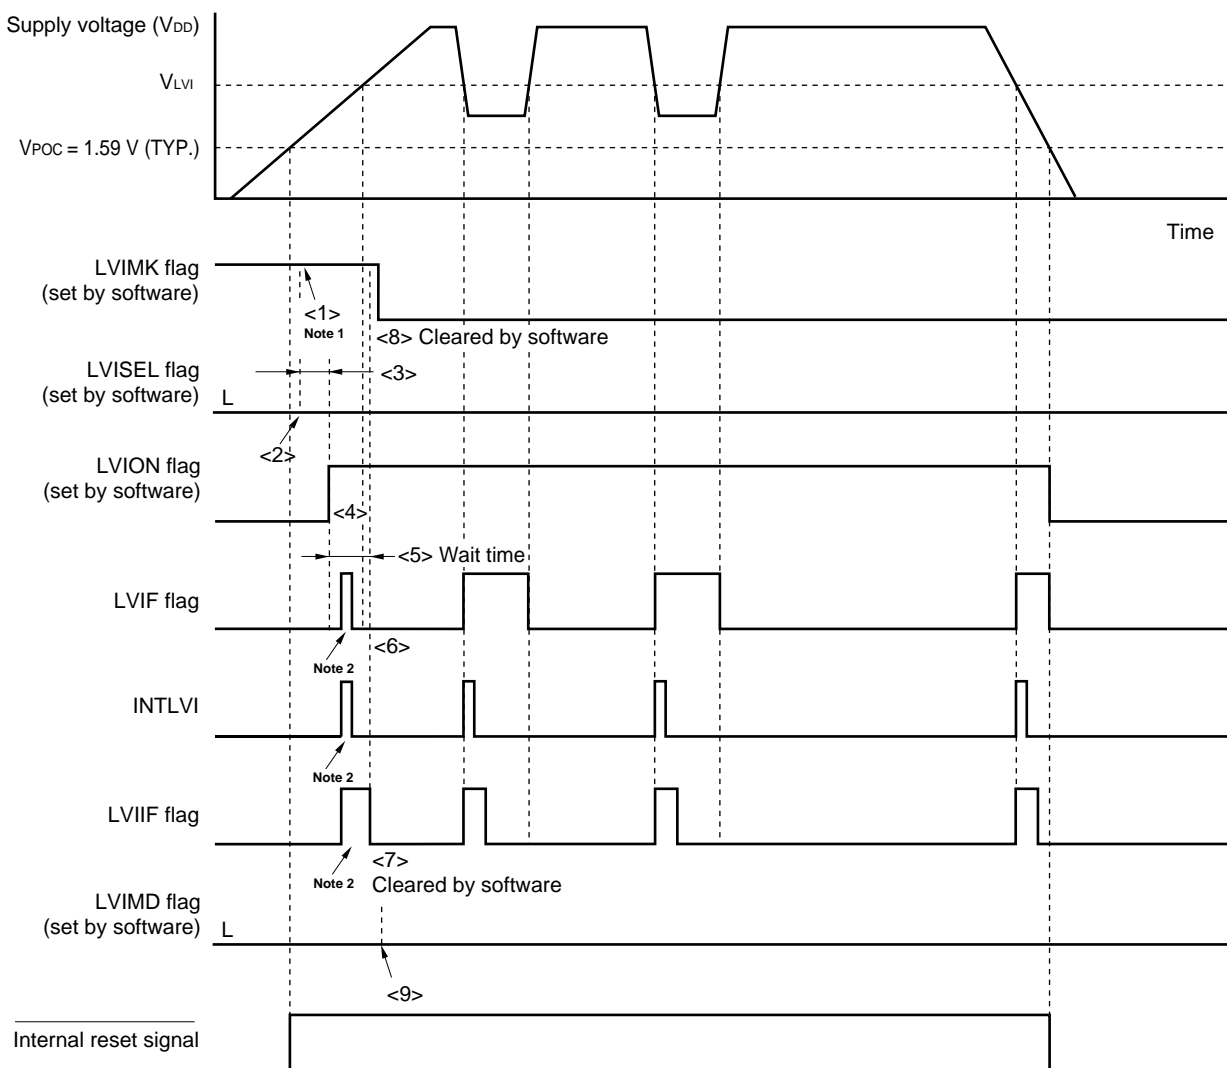 Supply voltage (VDD)
VLVI
VPOC = 1.59 V (TYP.)
Time
LVIMK flag
(set by software)
<1>
Note 1
<8> Cleared by software
LVISEL flag
(set by software)
L
<3>
<2>
LVION flag
(set by software)
<4>
<5> Wait time
LVIF flag
Note 2
<6>
INTLVI
Note 2
LVIIF flag
Note 2
<7>
Cleared by software
LVIMD flag
(set by software)
L
<9>
Internal reset signal